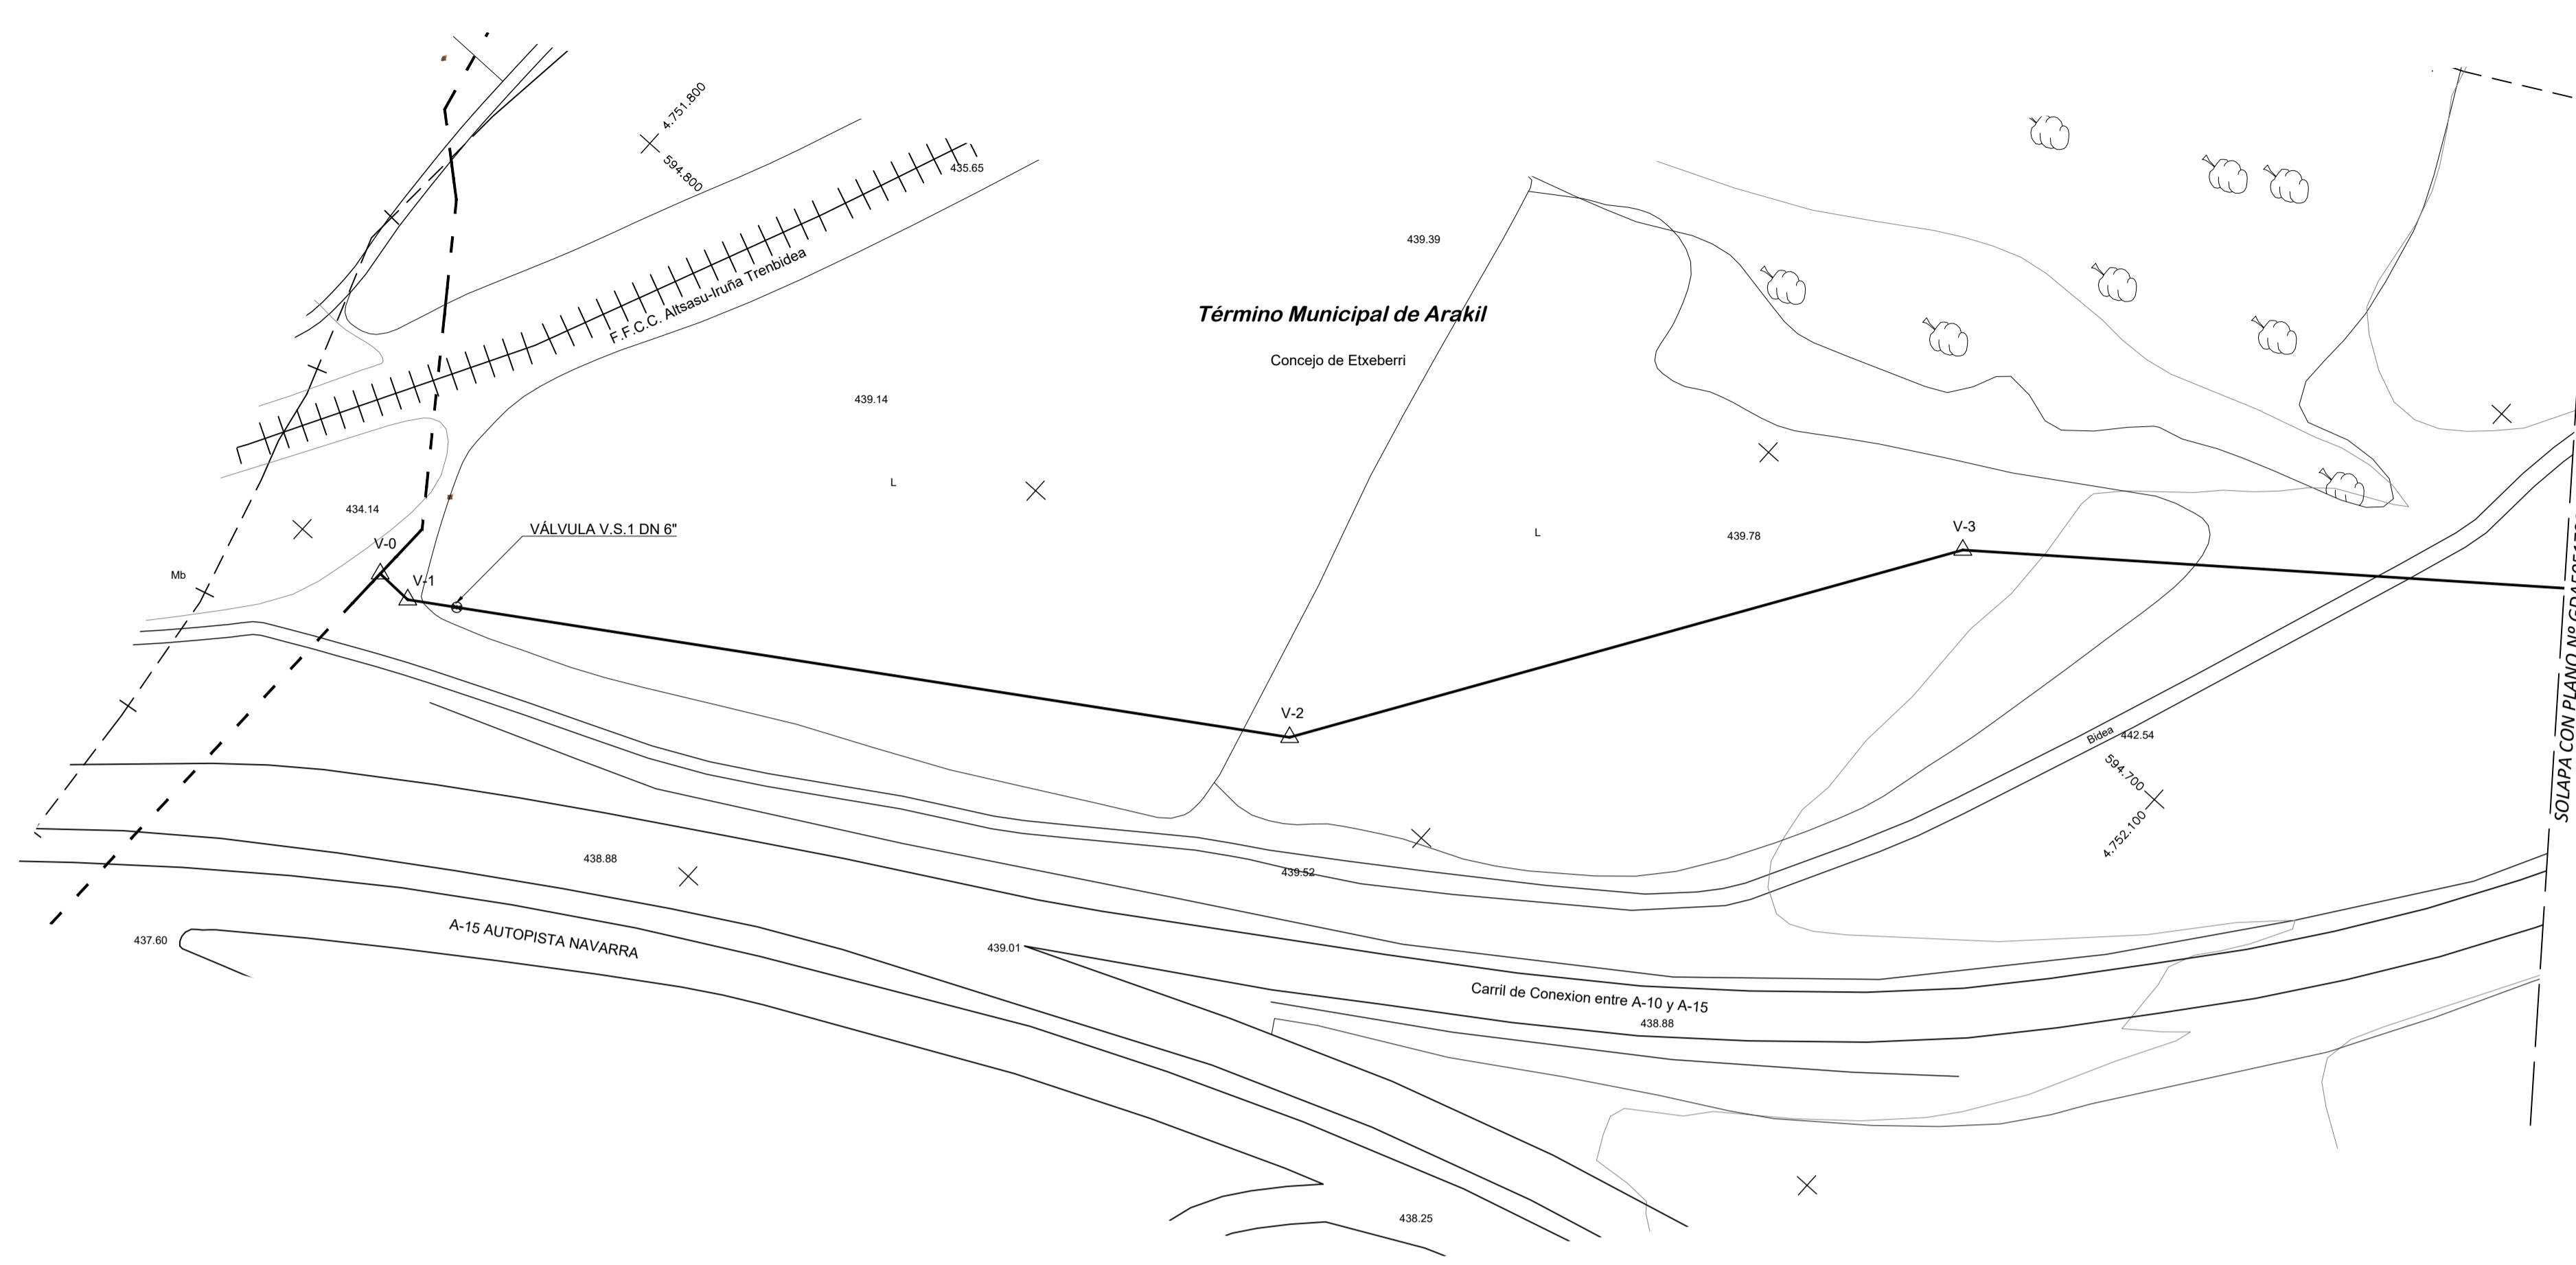 4.751.800
594.800
435.65
F.F.C.C. Altsasu-Iruña Trenbidea
439.39
Término Municipal de Arakil
Concejo de Etxeberri
439.14
L
434.14
VÁLVULA V.S.1 DN 6"
L
439.78
V-3
V-0
Mb
V-1
V-2
Bidea
442.54
594.700
4.752.100
SOLAPA CON PLANO Nº
438.88
439.52
437.60
A-15 AUTOPISTA NAVARRA
439.01
Carril de Conexion entre A-10 y A-15
438.88
438.25